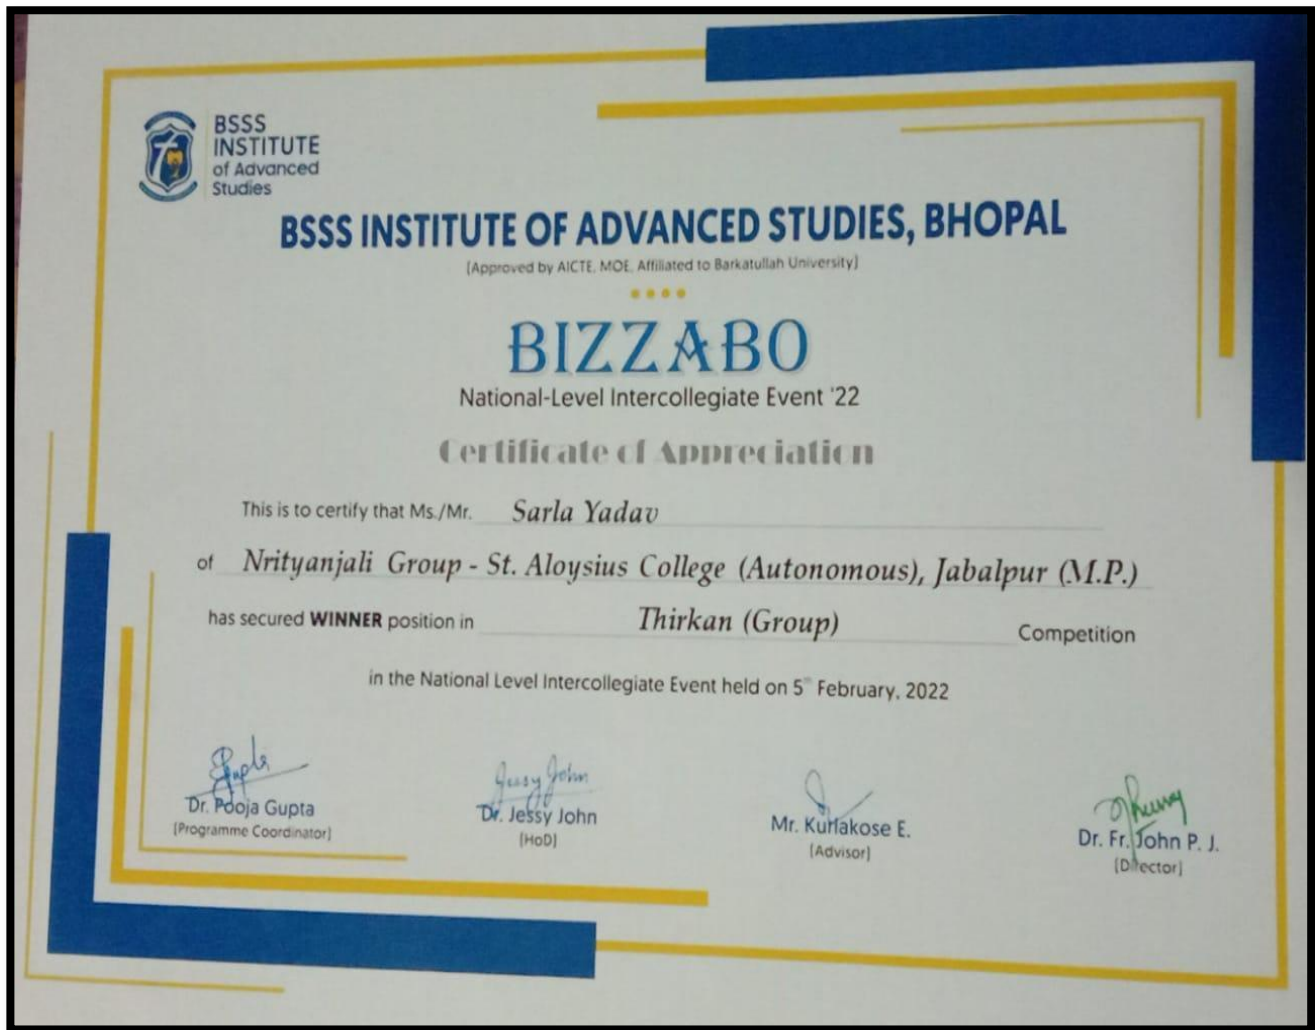 BSSS
INSTITUTE
of Advanced
Studies
BSSS INSTITUTE OF ADVANCED STUDIES, BHOPAL
(Approved by AICTE, MOE, Affiliated to Barkatullah University)
BIZZABO
National-Level Intercollegiate Event '22
Certificate of Appreciation
This is to certify that Ms./Mr. Sarla Yadav
of Nrityanjali Group - St. Aloysius College (Autonomous), Jabalpur (M.P.)
has secured WINNER position in Thirkan (Group) Competition
in the National Level Intercollegiate Event held on 5th February, 2022
Gupta Jessy John
Dr. Pooja Gupta Dr. Jessy John Mr. Kuriakose E. Dr. Fr. John P. J.
(Programme Coordinator) (HoD) (Advisor) (Director)